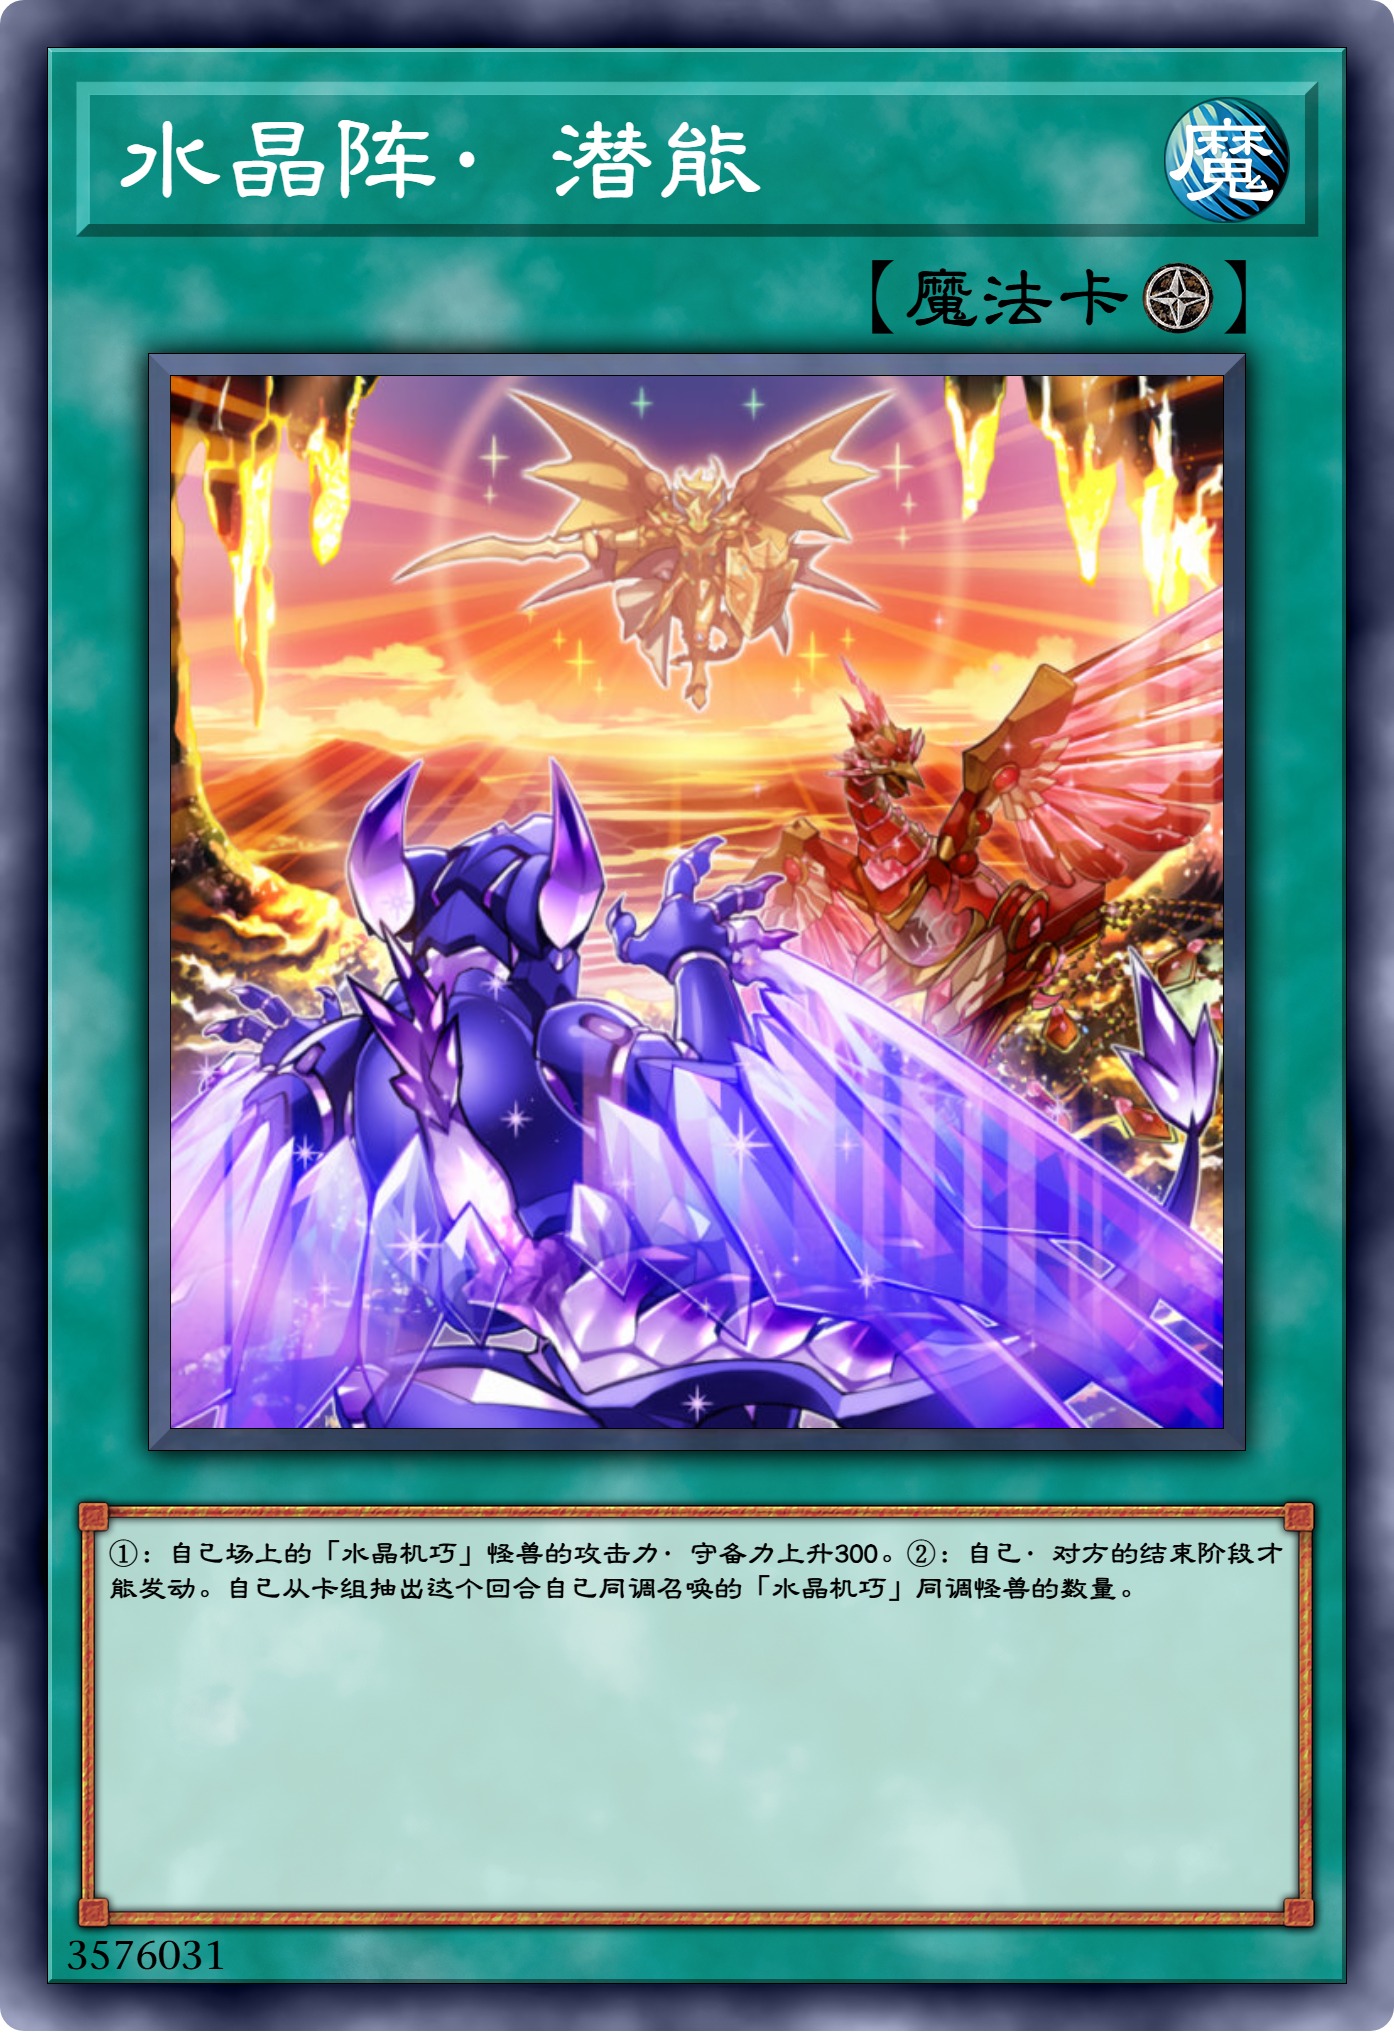 水晶阵·潜能
魔
【魔法卡】
①：自己场上的「水晶机巧」怪兽的攻击力·守备力上升300。②：自己·对方的结束阶段才
能发动。自己从卡组抽出这个回合自己同调召唤的「水晶机巧」同调怪兽的数量。
3576031